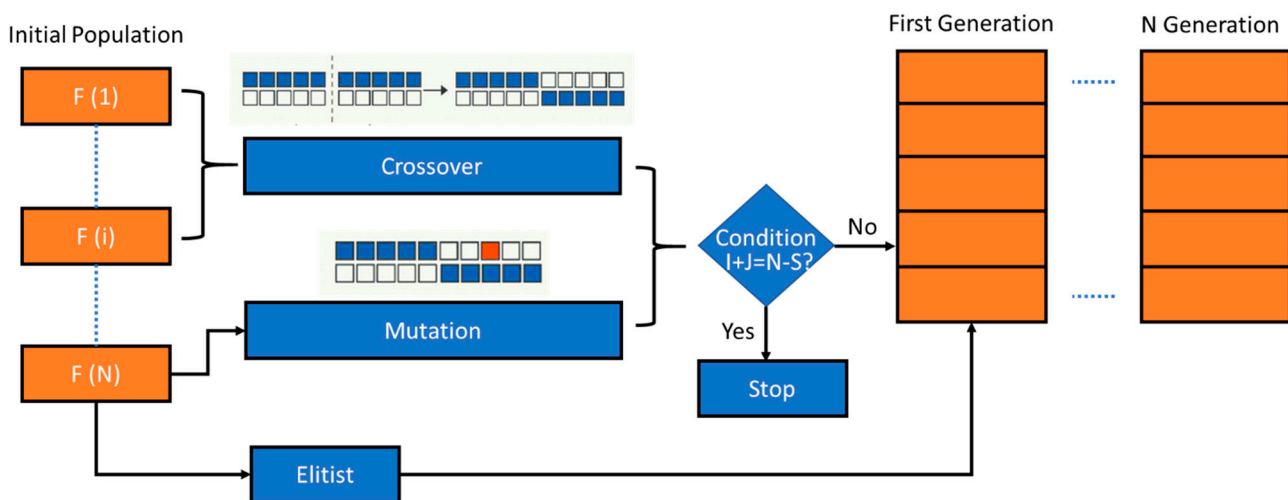 Initial Population
First Generation
N Generation
F (1)
Crossover
F (i)
Condition
I+J=N-S?
No
Mutation
Yes
F (N)
Stop
Elitist